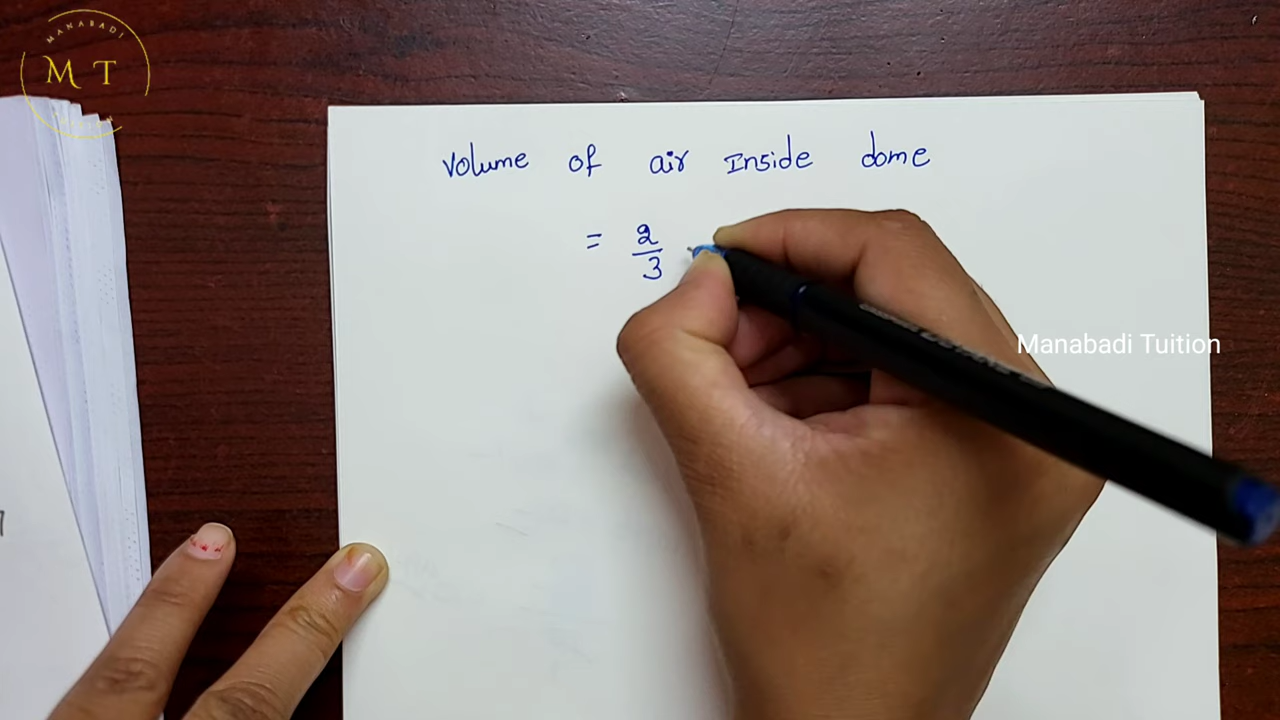 MANABADI
M T
Volume of air Inside dome
= 2/3
Manabadi Tuition